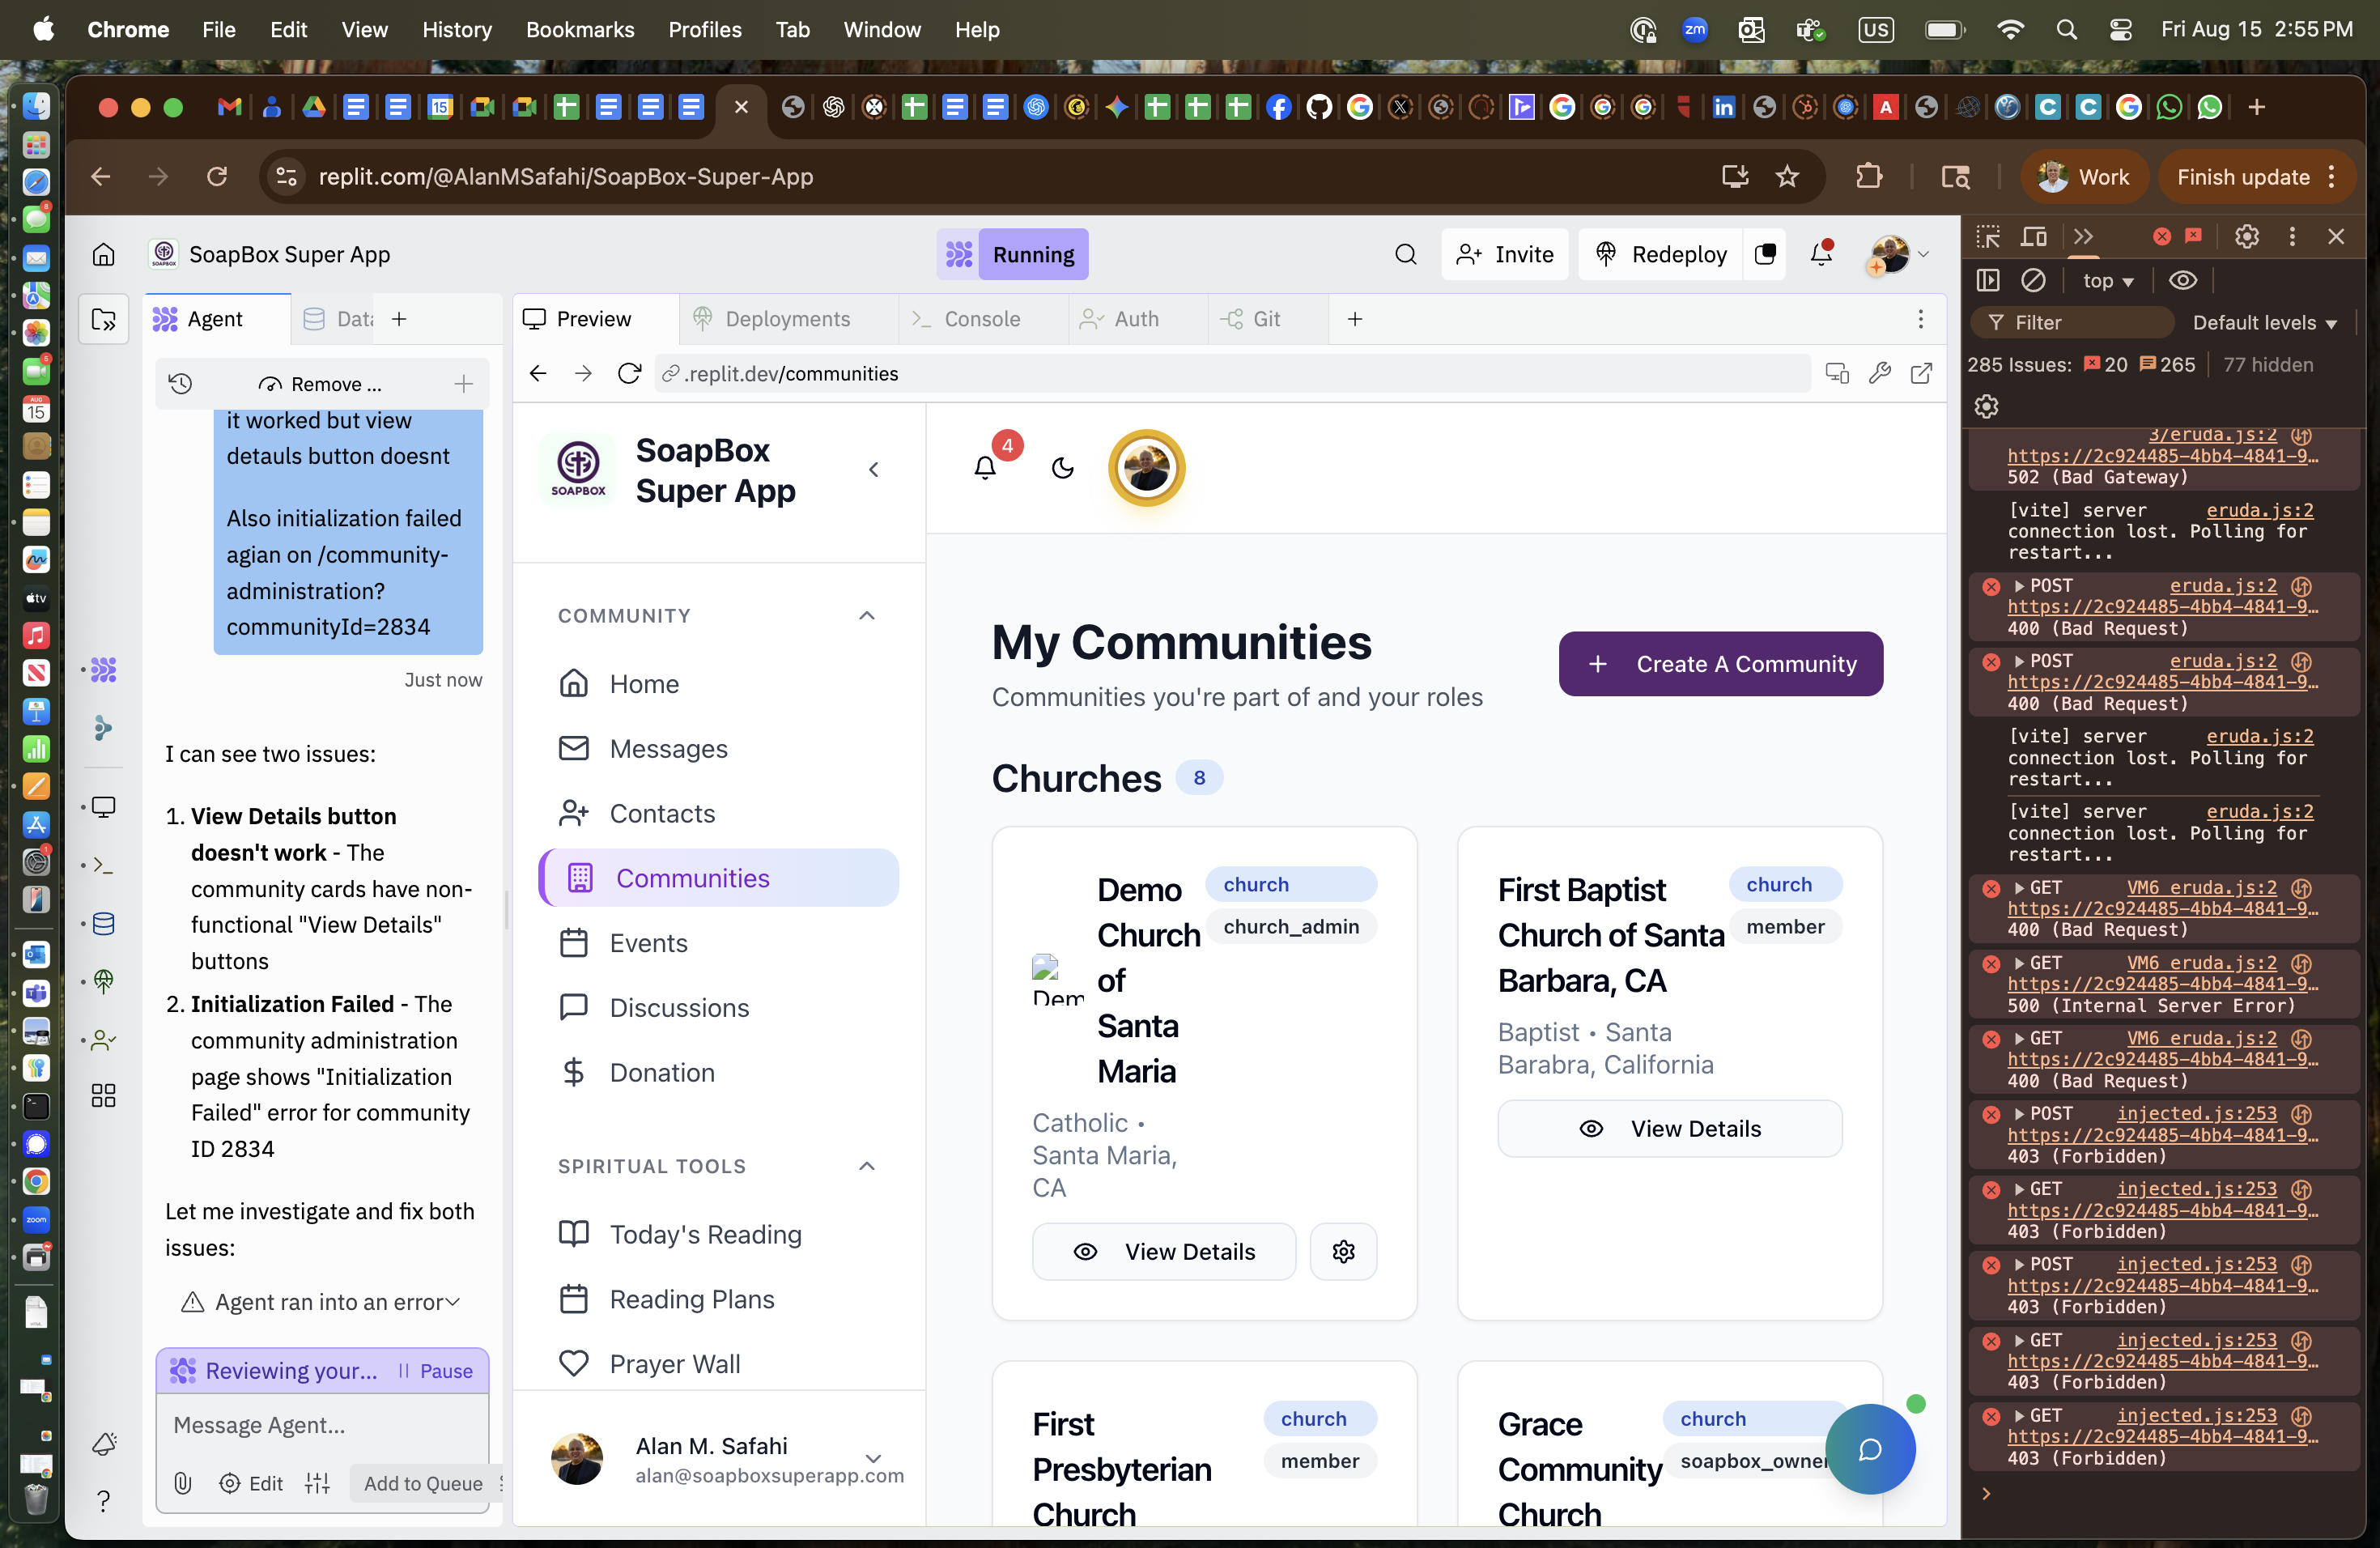 Chrome File Edit View History Bookmarks Profiles Tab Window Help
zm
US
Fri Aug 15 2:55 PM
replit.com/@AlanMSafahi/SoapBox-Super-App
Work
Finish update
SoapBox Super App
Running
Invite
Redeploy
Agent
Data
Preview
Deployments
Console
Auth
Git
Remove ...
.replit.dev/communities
it worked but view
detauls button doesnt
Also initialization failed
agian on /community-
administration?
communityId=2834
Just now
I can see two issues:
1. View Details button
doesn't work - The
community cards have non-
functional "View Details"
buttons
2. Initialization Failed - The
community administration
page shows "Initialization
Failed" error for community
ID 2834
Let me investigate and fix both
issues:
Agent ran into an error
Reviewing your...
Pause
Message Agent...
Edit
Add to Queue
SOAPBOX
SoapBox
Super App
4
COMMUNITY
Home
Messages
Contacts
Communities
Events
Discussions
Donation
SPIRITUAL TOOLS
Today's Reading
Reading Plans
Prayer Wall
Alan M. Safahi
alan@soapboxsuperapp.com
My Communities
Communities you're part of and your roles
Create A Community
Churches 8
Dem
Demo
Church
of
Santa
Maria
church
church_admin
Catholic •
Santa Maria,
CA
View Details
First Baptist
Church of Santa
Barbara, CA
church
member
Baptist • Santa
Barabra, California
View Details
First
Presbyterian
Church
church
member
Grace
Community
Church
church
soapbox_owner
top
Filter
Default levels
285 Issues: 20 265 77 hidden
3/eruda.js:2
https://2c924485-4bb4-4841-9…
502 (Bad Gateway)
[vite] server eruda.js:2
connection lost. Polling for
restart...
POST eruda.js:2
https://2c924485-4bb4-4841-9…
400 (Bad Request)
POST eruda.js:2
https://2c924485-4bb4-4841-9…
400 (Bad Request)
[vite] server eruda.js:2
connection lost. Polling for
restart...
[vite] server eruda.js:2
connection lost. Polling for
restart...
GET VM6 eruda.js:2
https://2c924485-4bb4-4841-9…
400 (Bad Request)
GET VM6 eruda.js:2
https://2c924485-4bb4-4841-9…
500 (Internal Server Error)
GET VM6 eruda.js:2
https://2c924485-4bb4-4841-9…
400 (Bad Request)
POST injected.js:253
https://2c924485-4bb4-4841-9…
403 (Forbidden)
GET injected.js:253
https://2c924485-4bb4-4841-9…
403 (Forbidden)
POST injected.js:253
https://2c924485-4bb4-4841-9…
403 (Forbidden)
GET injected.js:253
https://2c924485-4bb4-4841-9…
403 (Forbidden)
GET injected.js:253
https://2c924485-4bb4-4841-9…
403 (Forbidden)